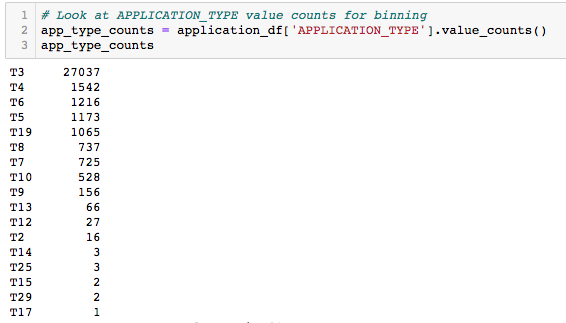 1 # Look at APPLICATION_TYPE value counts for binning
2 app_type_counts = application_df['APPLICATION_TYPE'].value_counts()
3 app_type_counts
T3 27037
T4 1542
T6 1216
T5 1173
T19 1065
T8 737
T7 725
T10 528
T9 156
T13 66
T12 27
T2 16
T14 3
T25 3
T15 2
T29 2
T17 1